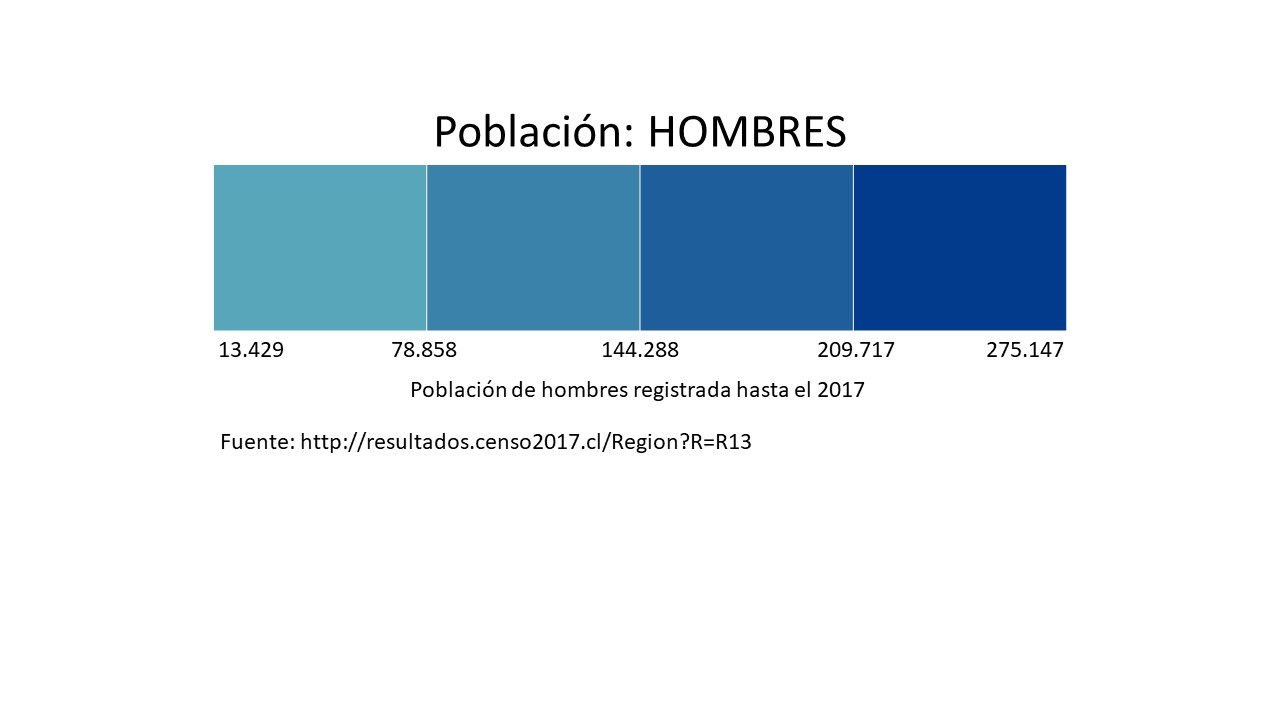 Población: HOMBRES
13.429 78.858 144.288 209.717 275.147
Población de hombres registrada hasta el 2017
Fuente: http://resultados.censo2017.cl/Region?R=R13